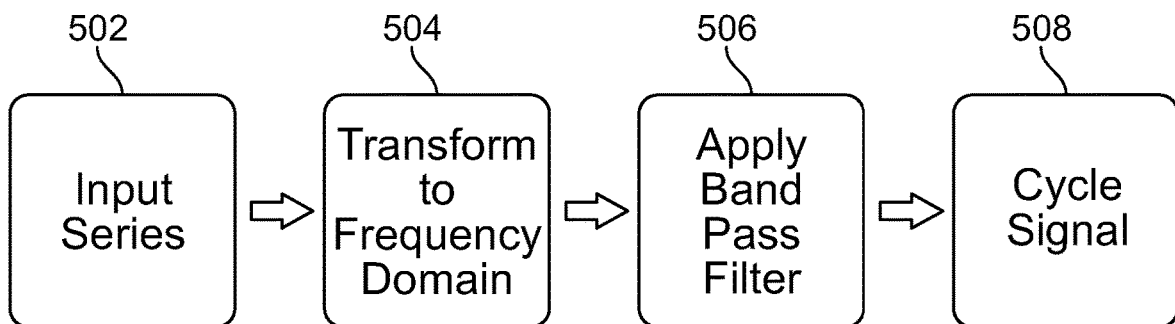 502
504
506
508
Input
Series
Transform
to
Frequency
Domain
Apply
Band
Pass
Filter
Cycle
Signal